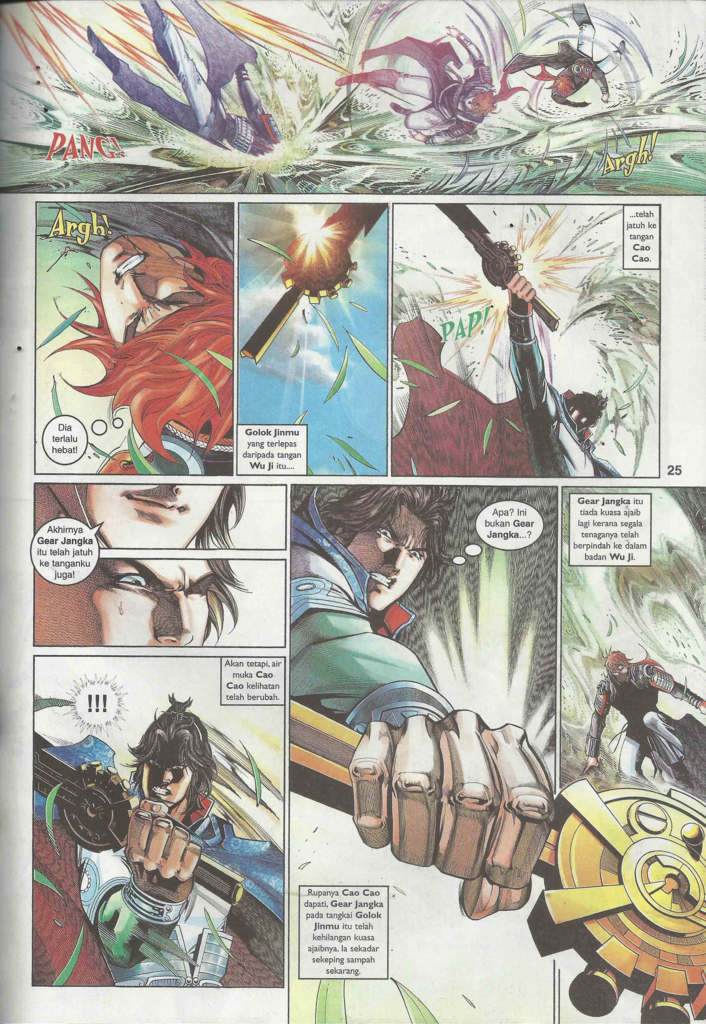 PANG!
Argh!
Argh!
Dia
terlalu
hebat!
Golok Jinmu
yang terlepas
daripada tangan
Wu Ji itu....
...telah
jatuh ke
tangan
Cao
Cao.
PAP!
25
Akhirnya
Gear Jangka
itu telah jatuh
ke tanganku
juga!
Akan tetapi, air
muka Cao
Cao kelihatan
telah berubah.
!!!
Apa? Ini
bukan Gear
Jangka...?
Rupanya Cao Cao
dapati, Gear Jangka
pada tangkai Golok
Jinmu itu telah
kehilangan kuasa
ajaibnya. Ia sekadar
sekeping sampah
sekarang.
Gear Jangka itu
tiada kuasa ajaib
lagi kerana segala
tenaganya telah
berpindah ke dalam
badan Wu Ji.